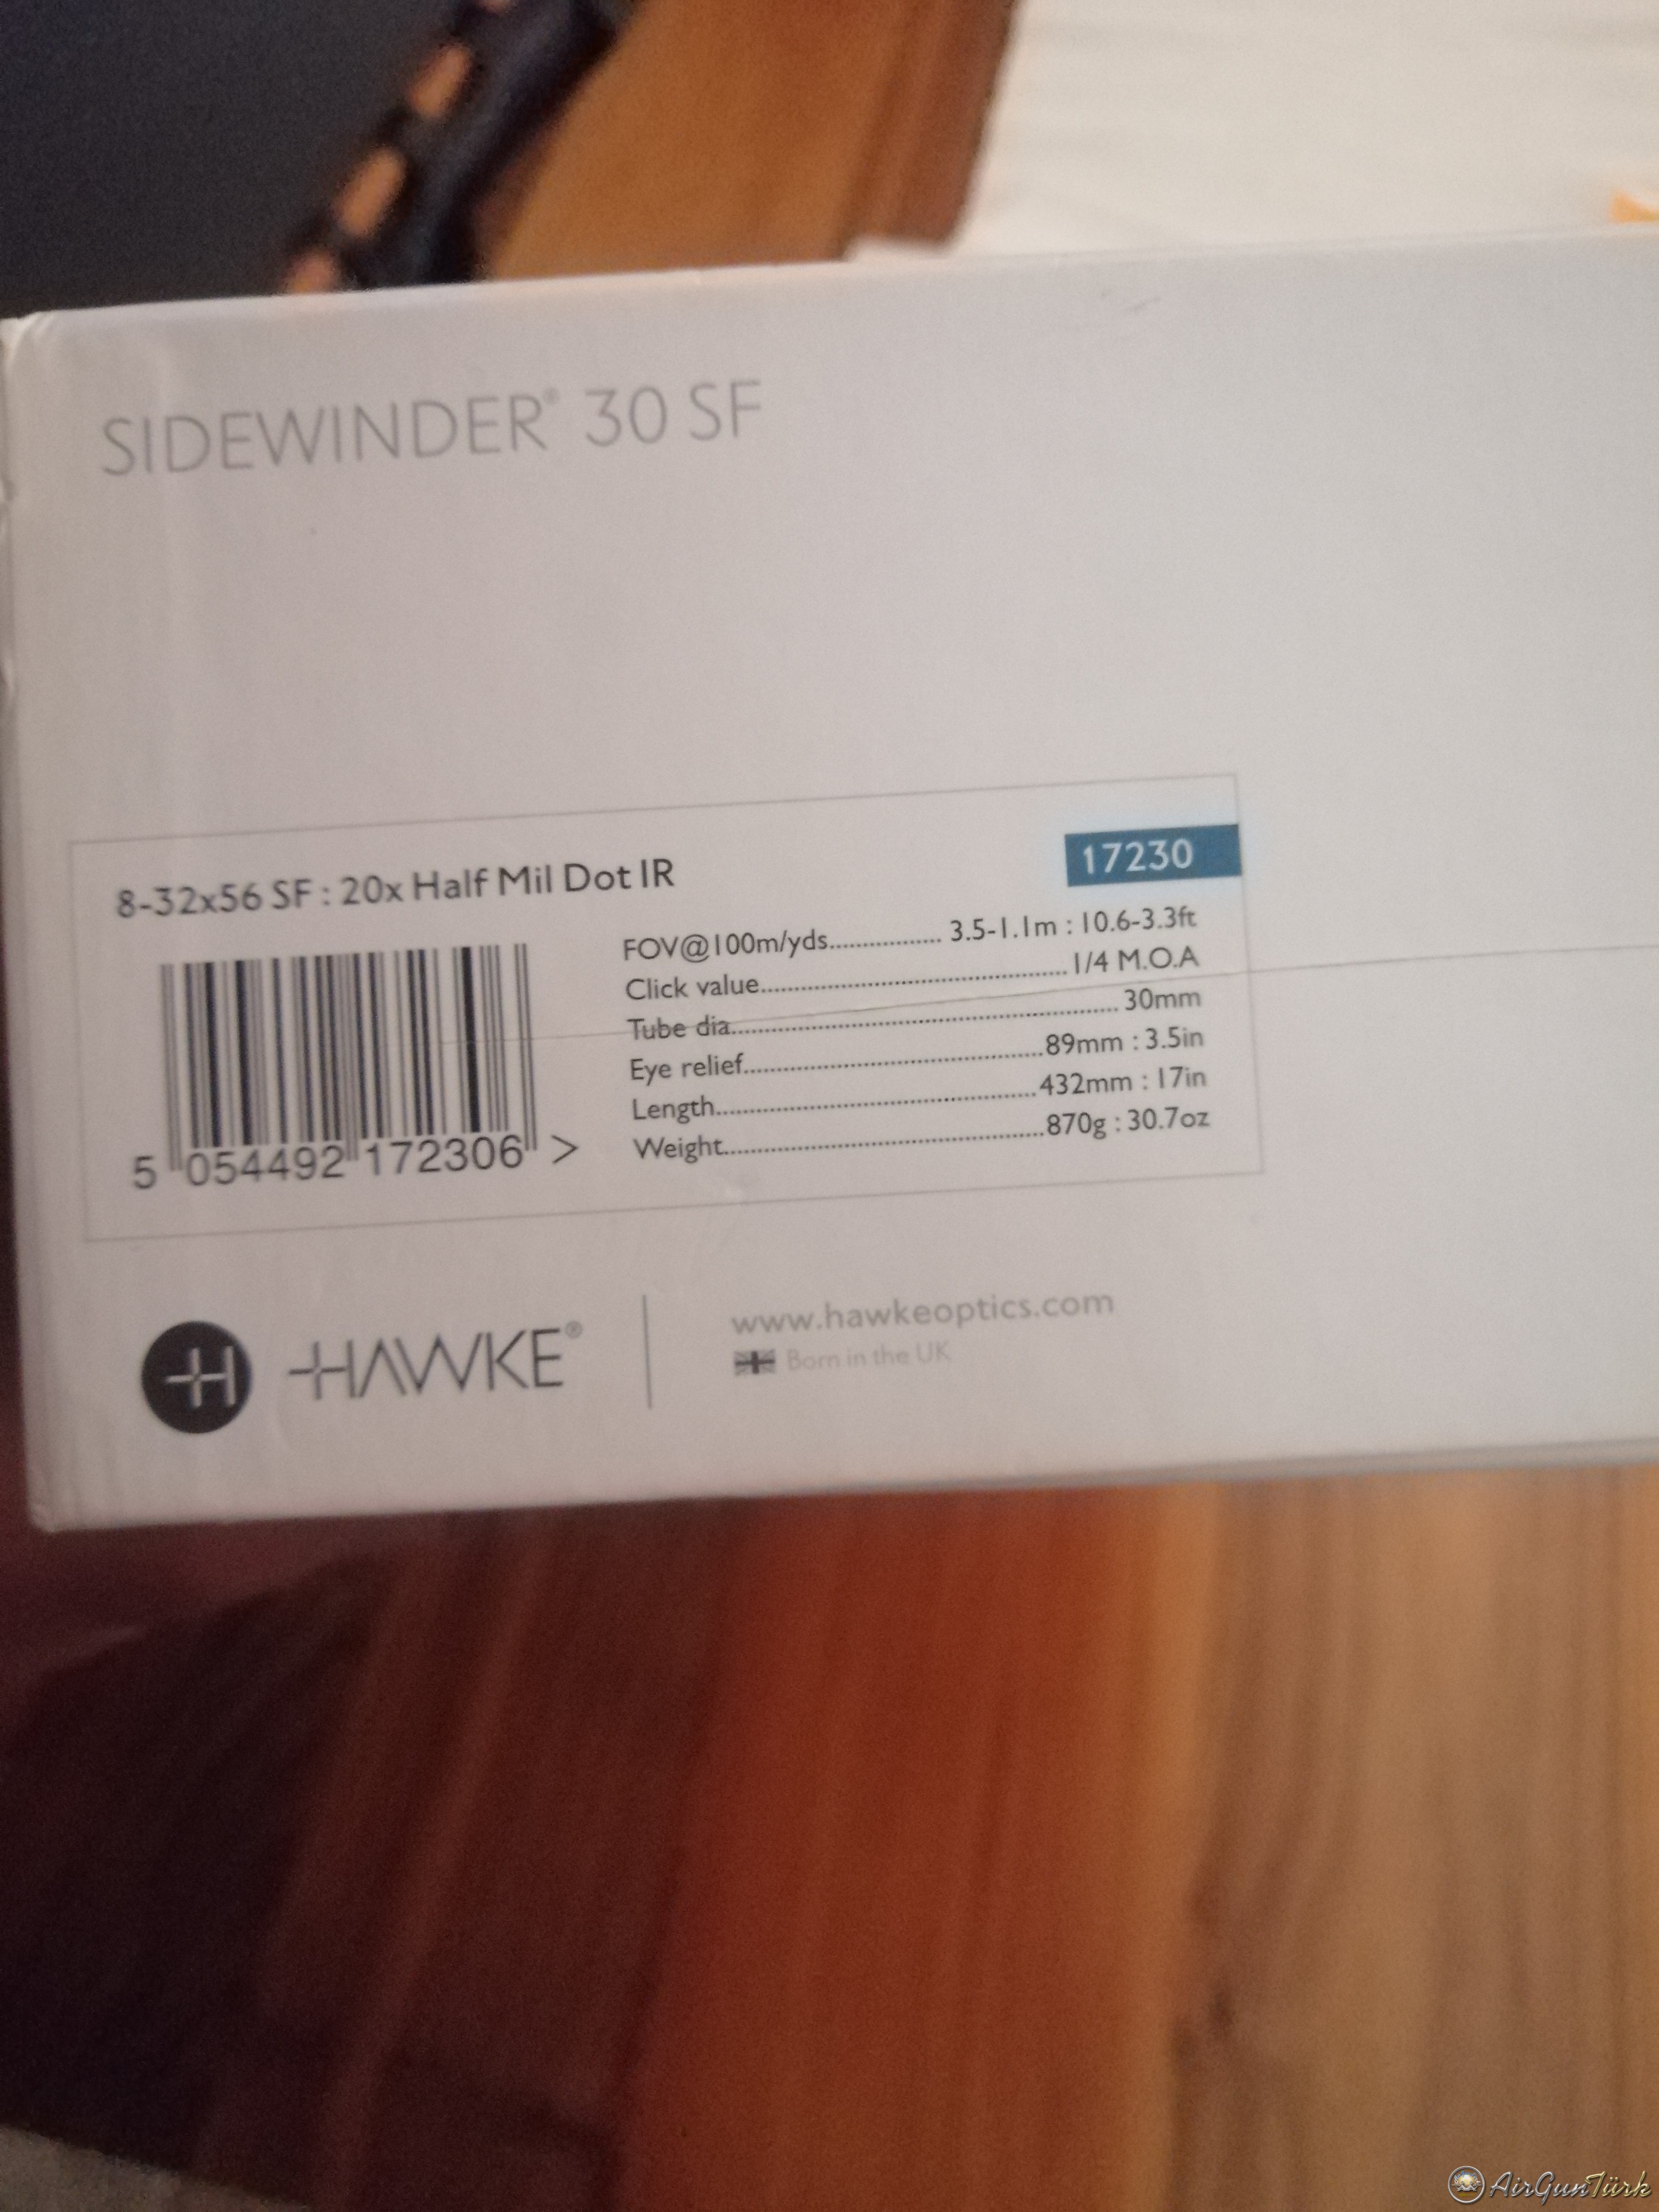 SIDEWINDER® 30 SF
8-32x56 SF : 20x Half Mil Dot IR
17230
FOV@100m/yds................ 3.5-1.1m : 10.6-3.3ft
Click value............................................1/4 M.O.A
Tube dia....................................................... 30mm
Eye relief...........................................89mm : 3.5in
Length..............................................432mm : 17in
Weight..............................................870g : 30.7oz
5 054492 172306 >
H HAWKE®
www.hawkeoptics.com
Born in the UK
AirGunTürk